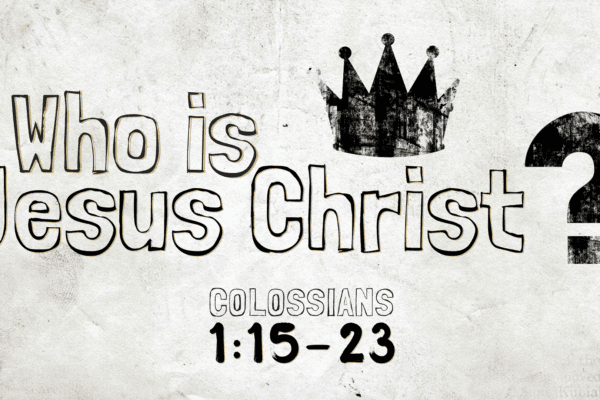 Who is
Jesus Christ?
COLOSSIANS
1:15-23